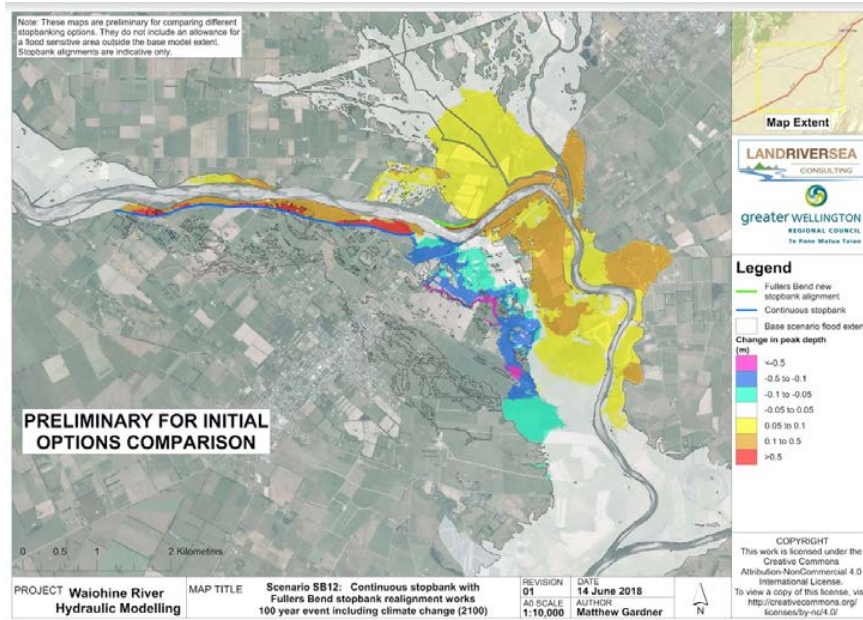 Note: These maps are preliminary for comparing different
stopbanking options. They do not include an allowance for
a flood sensitive area outside the base model extent.
Stopbank alignments are indicative only.
Map Extent
LANDRIVERSEA
CONSULTING
greater WELLINGTON
REGIONAL COUNCIL
Te Pane Matua Taiao
Legend
Fullers Bend new
stopbank alignment
Continuous stopbank
Base scenario flood exten
Change in peak depth
(m)
<-0.5
-0.5 to -0.1
-0.1 to -0.05
-0.05 to 0.05
0.05 to 0.1
0.1 to 0.5
>0.5
PRELIMINARY FOR INITIAL
OPTIONS COMPARISON
0 0.5 1 2 Kilometers
COPYRIGHT
This work is licensed under the
Creative Commons
Attribution-NonCommercial 4.0
International License.
To view a copy of this license, vis
http://creativecommons.org/
licenses/by-nc/4.0/
PROJECT Waiohine River
Hydraulic Modelling
MAP TITLE Scenario SB12: Continuous stopbank with
Fullers Bend stopbank realignment works
100 year event including climate change (2100)
REVISION
01
A0 SCALE
1:10,000
DATE
14 June 2018
AUTHOR
Matthew Gardner
N